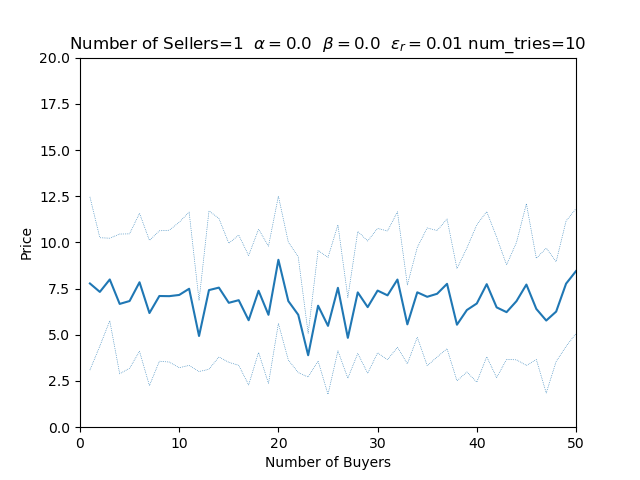 Number of Sellers=1 α = 0.0 β = 0.0 εᵣ = 0.01 num_tries=10
20.0
17.5
15.0
12.5
10.0
7.5
5.0
2.5
0.0
Price
0 10 20 30 40 50
Number of Buyers